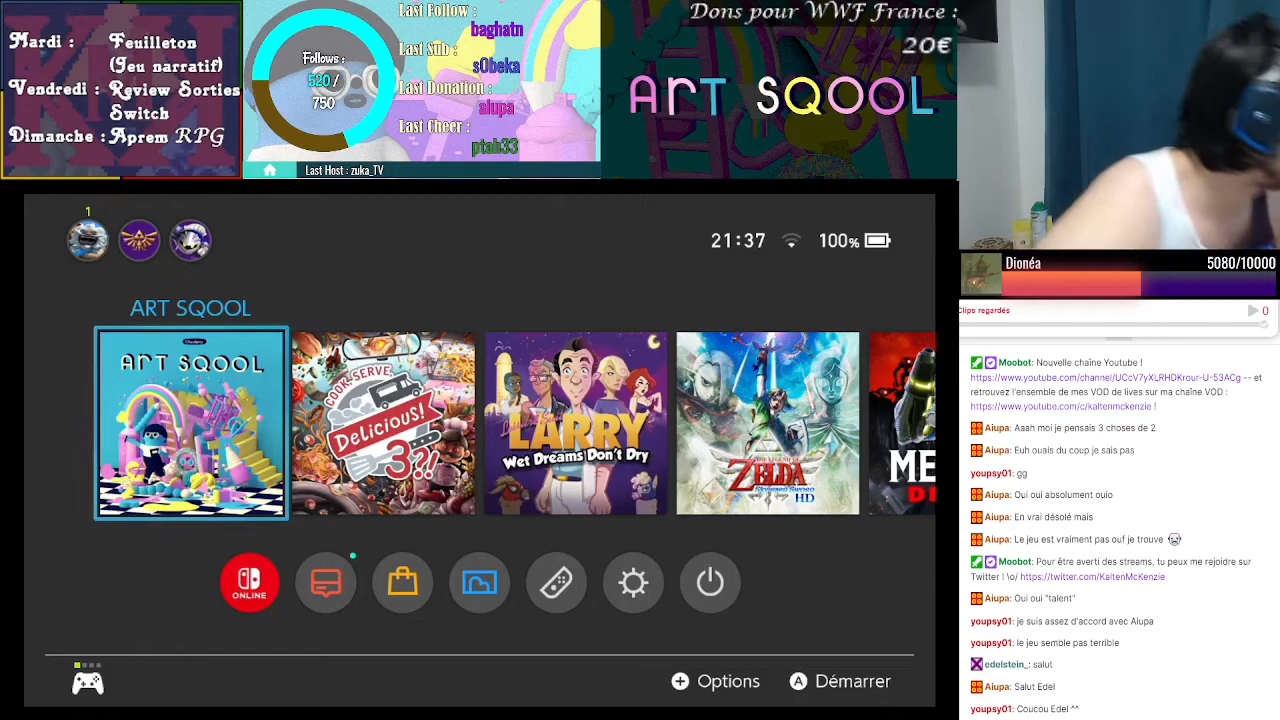 Mardi : Feuilleton
(Jeu narratif)
Vendredi : Review Sorties
Switch
Dimanche : Aprem RPG
Follows :
520 /
750
Last Follow :
baghatn
Last Sub :
s0beka
Last Donation :
aiupa
Last Cheer :
ptah33
Last Host : zuka_TV
Dons pour WWF France :
20€
ART SQOOL
1
21:37
100%
ART SQOOL
ART SQOOL
COOK-SERVE
Delicious!
3?!
LARRY
Wet Dreams Don't Dry
THE LEGEND OF
ZELDA
SKYWARD SWORD
HD
ME
D
ONLINE
Options
Démarrer
Dionéa 5080/10000
Clips regardés 0
Moobot: Nouvelle chaîne Youtube !
https://www.youtube.com/channel/UCcV7yXLRHDKrour-U-53ACg -- et
retrouvez l'ensemble de mes VOD de lives sur ma chaîne VOD :
https://www.youtube.com/c/kaltenmckenzie !
Aiupa: Aaah moi je pensais 3 choses de 2
Aiupa: Euh ouais du coup je sais pas
youpsy01: gg
Aiupa: Oui oui absolument ouio
Aiupa: En vrai désolé mais
Aiupa: Le jeu est vraiment pas ouf je trouve
Moobot: Pour être averti des streams, tu peux me rejoindre sur
Twitter ! \o/ https://twitter.com/KaltenMcKenzie
Aiupa: Oui oui "talent"
youpsy01: je suis assez d'accord avec Aiupa
youpsy01: le jeu semble pas terrible
edelstein_: salut
Aiupa: Salut Edel
youpsy01: Coucou Edel ^^